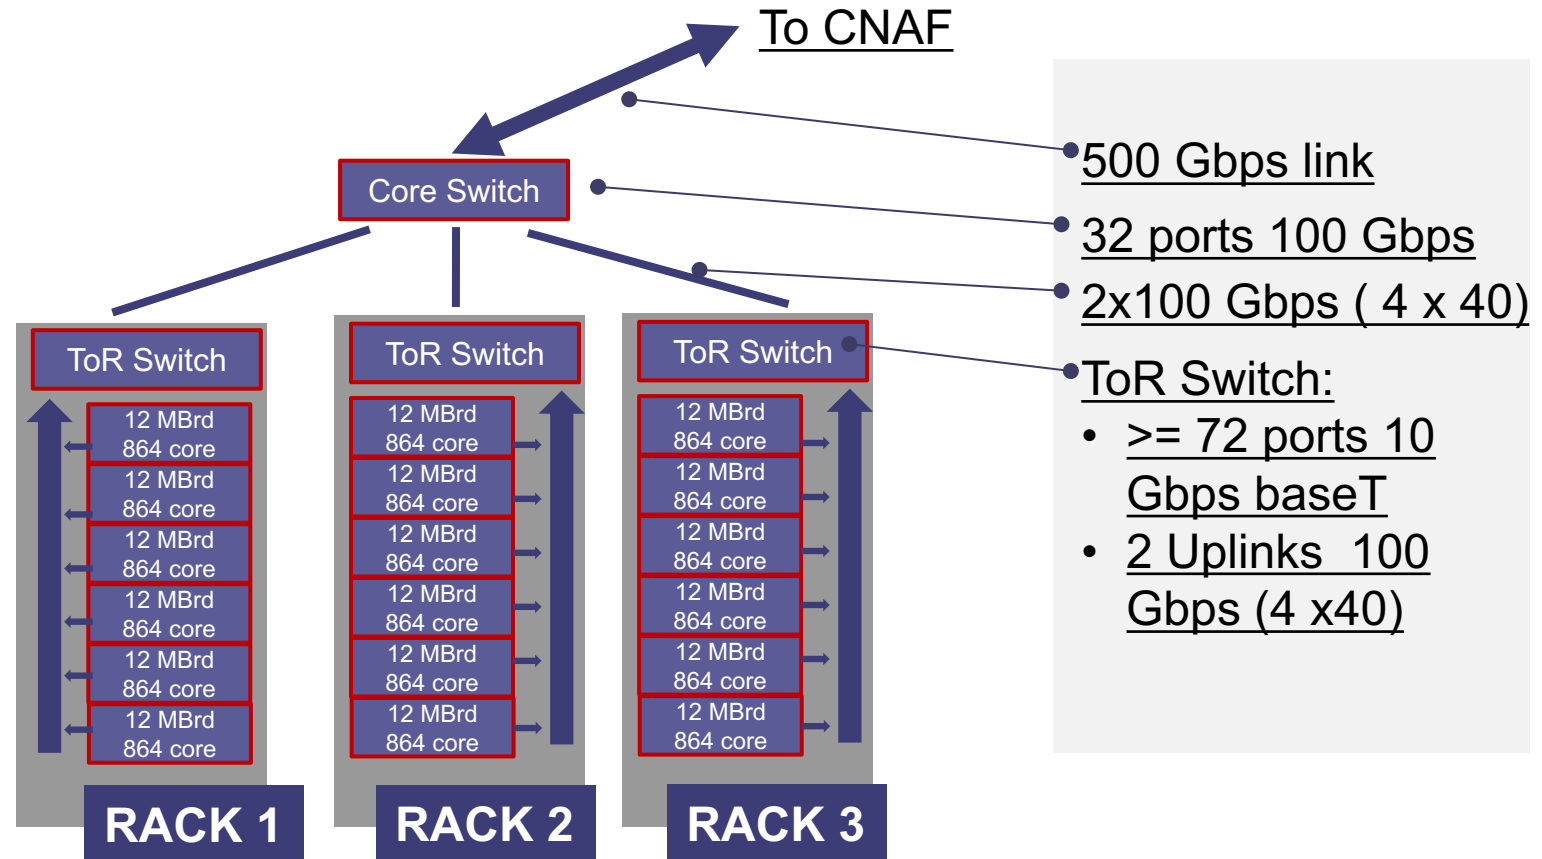 To CNAF
500 Gbps link
Core Switch
32 ports 100 Gbps
2x100 Gbps ( 4 x 40)
ToR Switch
12 MBrd
864 core
12 MBrd
864 core
12 MBrd
864 core
12 MBrd
864 core
12 MBrd
864 core
12 MBrd
864 core
RACK 1
ToR Switch
12 MBrd
864 core
12 MBrd
864 core
12 MBrd
864 core
12 MBrd
864 core
12 MBrd
864 core
12 MBrd
864 core
RACK 2
ToR Switch
12 MBrd
864 core
12 MBrd
864 core
12 MBrd
864 core
12 MBrd
864 core
12 MBrd
864 core
12 MBrd
864 core
RACK 3
ToR Switch:
• >= 72 ports 10
Gbps baseT
• 2 Uplinks 100
Gbps (4 x40)